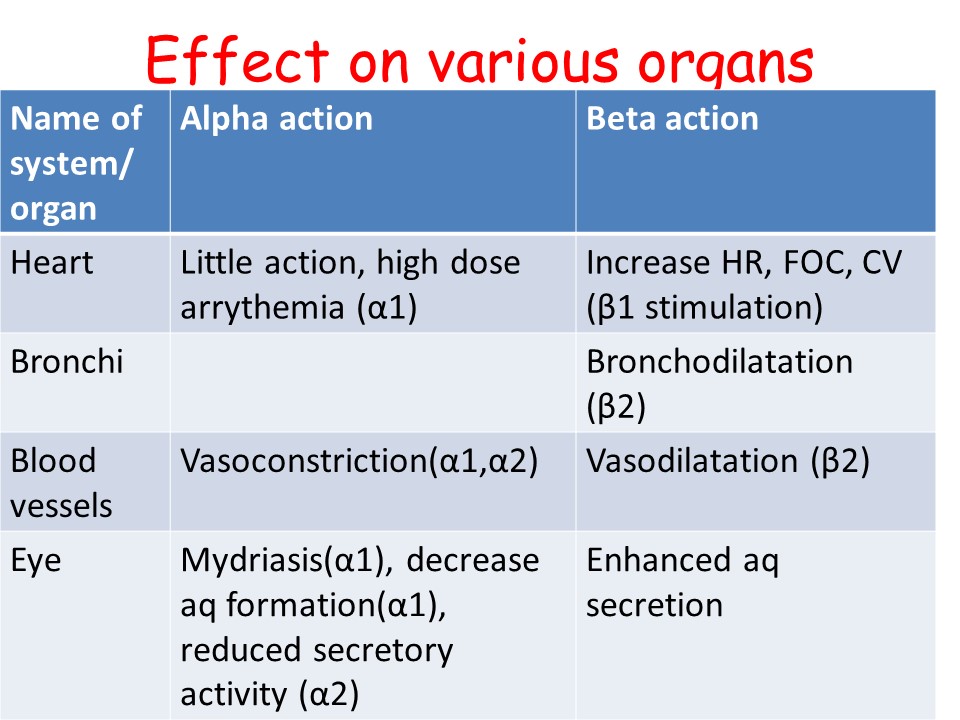 Effect on various organs
Name of
system/
organ
Alpha action
Beta action
Heart
Little action, high dose
arrythemia (α1)
Increase HR, FOC, CV
(β1 stimulation)
Bronchi
Bronchodilatation
(β2)
Blood
vessels
Vasoconstriction(α1,α2)
Vasodilatation (β2)
Eye
Mydriasis(α1), decrease
aq formation(α1),
reduced secretory
activity (α2)
Enhanced aq
secretion